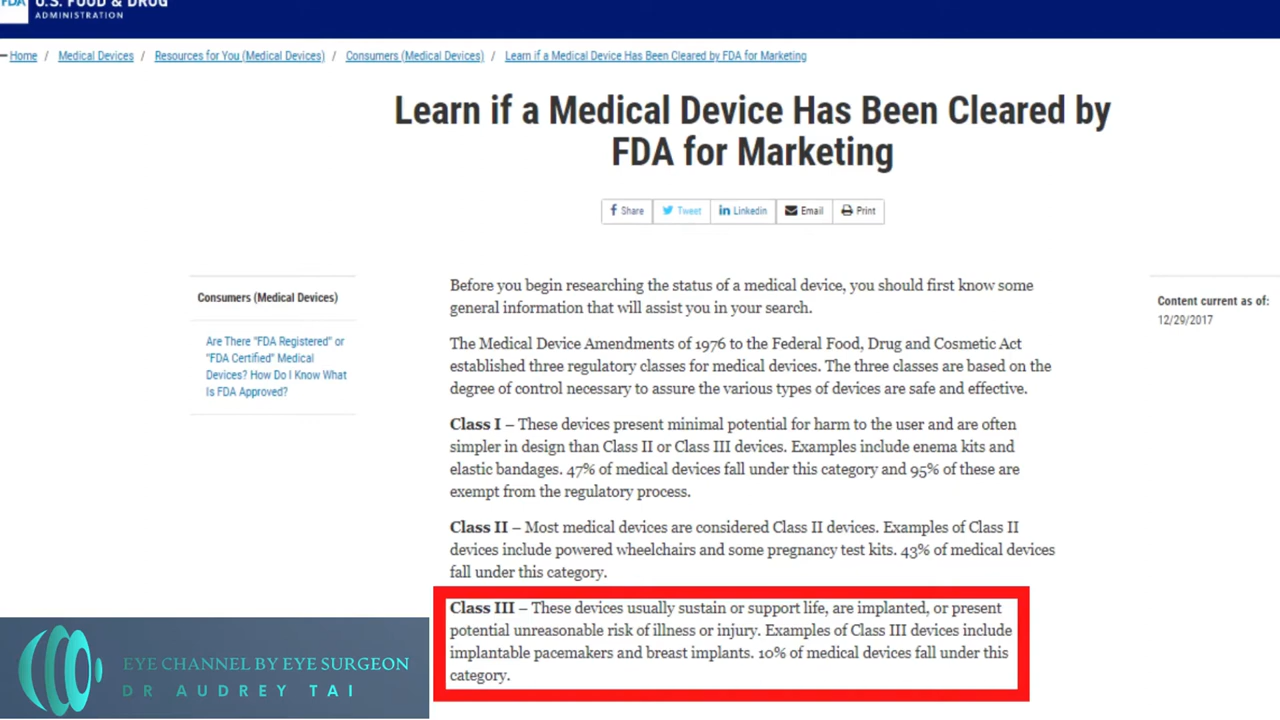 FDA
U.S. FOOD & DRUG
ADMINISTRATION
Home / Medical Devices / Resources for You (Medical Devices) / Consumers (Medical Devices) / Learn if a Medical Device Has Been Cleared by FDA for Marketing
Learn if a Medical Device Has Been Cleared by
FDA for Marketing
Share Tweet Linkedin Email Print
Consumers (Medical Devices)
Are There "FDA Registered" or
"FDA Certified" Medical
Devices? How Do I Know What
Is FDA Approved?
Before you begin researching the status of a medical device, you should first know some
general information that will assist you in your search.
The Medical Device Amendments of 1976 to the Federal Food, Drug and Cosmetic Act
established three regulatory classes for medical devices. The three classes are based on the
degree of control necessary to assure the various types of devices are safe and effective.
Class I – These devices present minimal potential for harm to the user and are often
simpler in design than Class II or Class III devices. Examples include enema kits and
elastic bandages. 47% of medical devices fall under this category and 95% of these are
exempt from the regulatory process.
Class II – Most medical devices are considered Class II devices. Examples of Class II
devices include powered wheelchairs and some pregnancy test kits. 43% of medical devices
fall under this category.
Class III – These devices usually sustain or support life, are implanted, or present
potential unreasonable risk of illness or injury. Examples of Class III devices include
implantable pacemakers and breast implants. 10% of medical devices fall under this
category.
Content current as of:
12/29/2017
EYE CHANNEL BY EYE SURGEON
DR AUDREY TAI